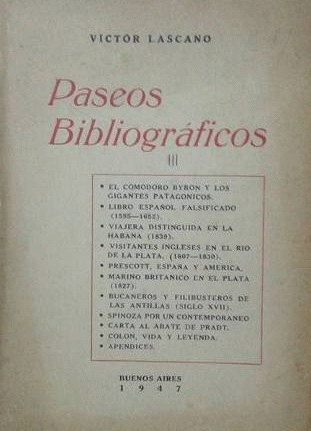 VICTOR LASCANO
Paseos
Bibliográficos
III
• EL COMODORO BYRON Y LOS
GIGANTES PATAGONICOS.
• LIBRO ESPAÑOL FALSIFICADO
(1595—1652).
• VIAJERA DISTINGUIDA EN LA
HABANA (1839).
• VISITANTES INGLESES EN EL RIO
DE LA PLATA. (1807—1830).
• PRESCOTT, ESPAÑA Y AMERICA.
• MARINO BRITANICO EN EL PLATA
(1827).
• BUCANEROS Y FILIBUSTEROS DE
LAS ANTILLAS (SIGLO XVII).
• SPINOZA POR UN CONTEMPORANEO
• CARTA AL ABATE DE PRADT.
• COLON, VIDA Y LEYENDA.
• APENDICES.
BUENOS AIRES
1947